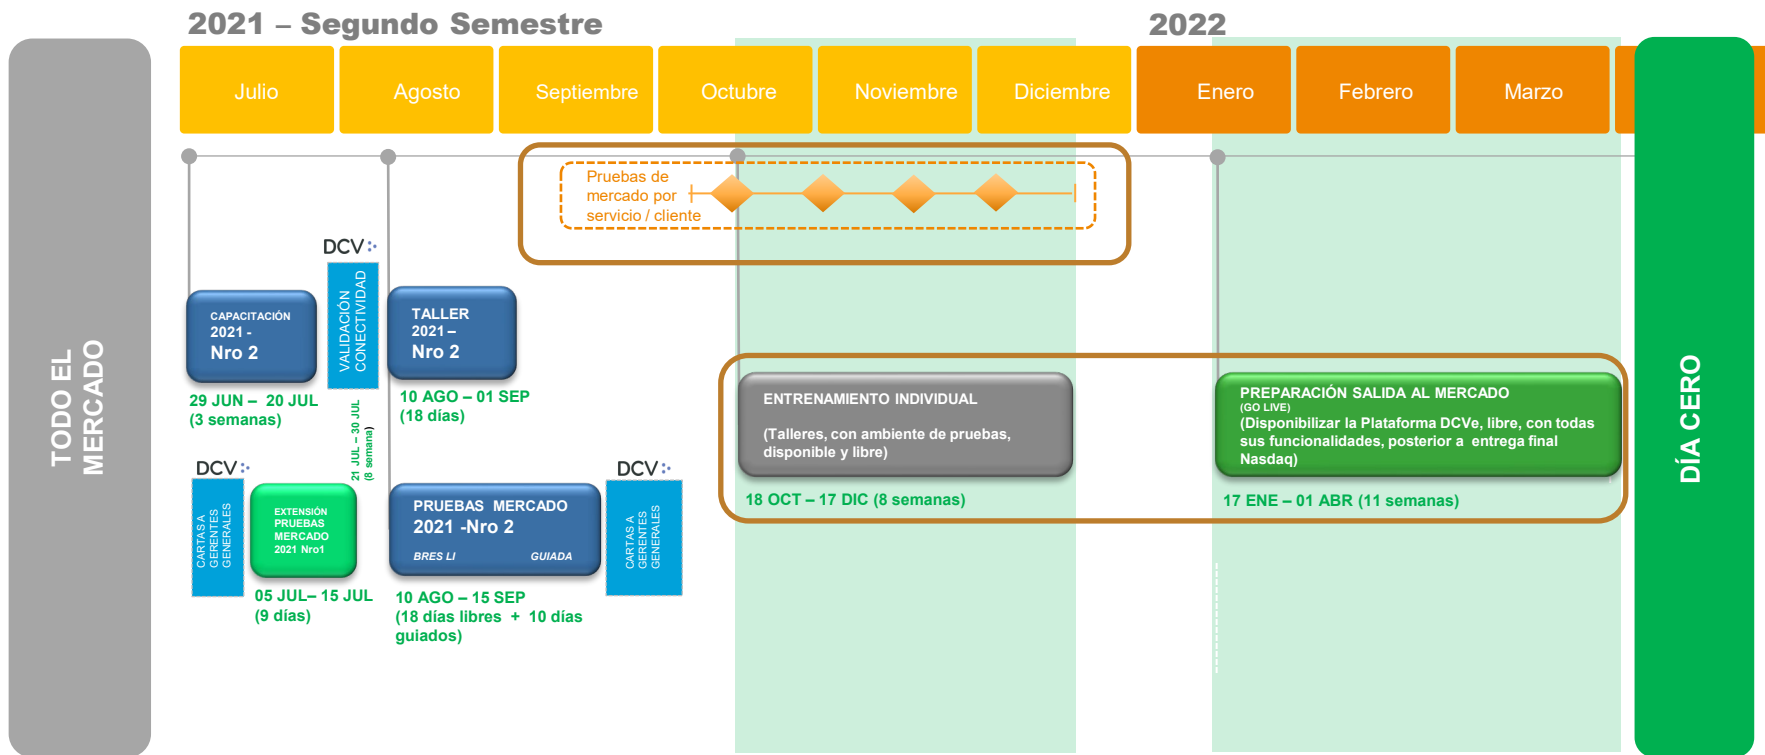 2021 – Segundo Semestre
2022
Julio
Agosto
Septiembre
Octubre
Noviembre
Diciembre
Enero
Febrero
Marzo
TODO EL
MERCADO
DÍA CERO
Pruebas de
mercado por
servicio / cliente
DCV
VALIDACIÓN
CONECTIVIDAD
21 JUL – 30 JUL
(8 semana)
CAPACITACIÓN
2021 -
Nro 2
29 JUN – 20 JUL
(3 semanas)
TALLER
2021 –
Nro 2
10 AGO – 01 SEP
(18 días)
ENTRENAMIENTO INDIVIDUAL
(Talleres, con ambiente de pruebas,
disponible y libre)
18 OCT – 17 DIC (8 semanas)
PREPARACIÓN SALIDA AL MERCADO
(GO LIVE)
(Disponibilizar la Plataforma DCVe, libre, con todas
sus funcionalidades, posterior a entrega final
Nasdaq)
17 ENE – 01 ABR (11 semanas)
DCV
CARTAS A
GERENTES
GENERALES
EXTENSIÓN
PRUEBAS
MERCADO
2021 Nro1
05 JUL– 15 JUL
(9 días)
PRUEBAS MERCADO
2021 -Nro 2
BRES LI GUIADA
10 AGO – 15 SEP
(18 días libres + 10 días
guiados)
DCV
CARTAS A
GERENTES
GENERALES